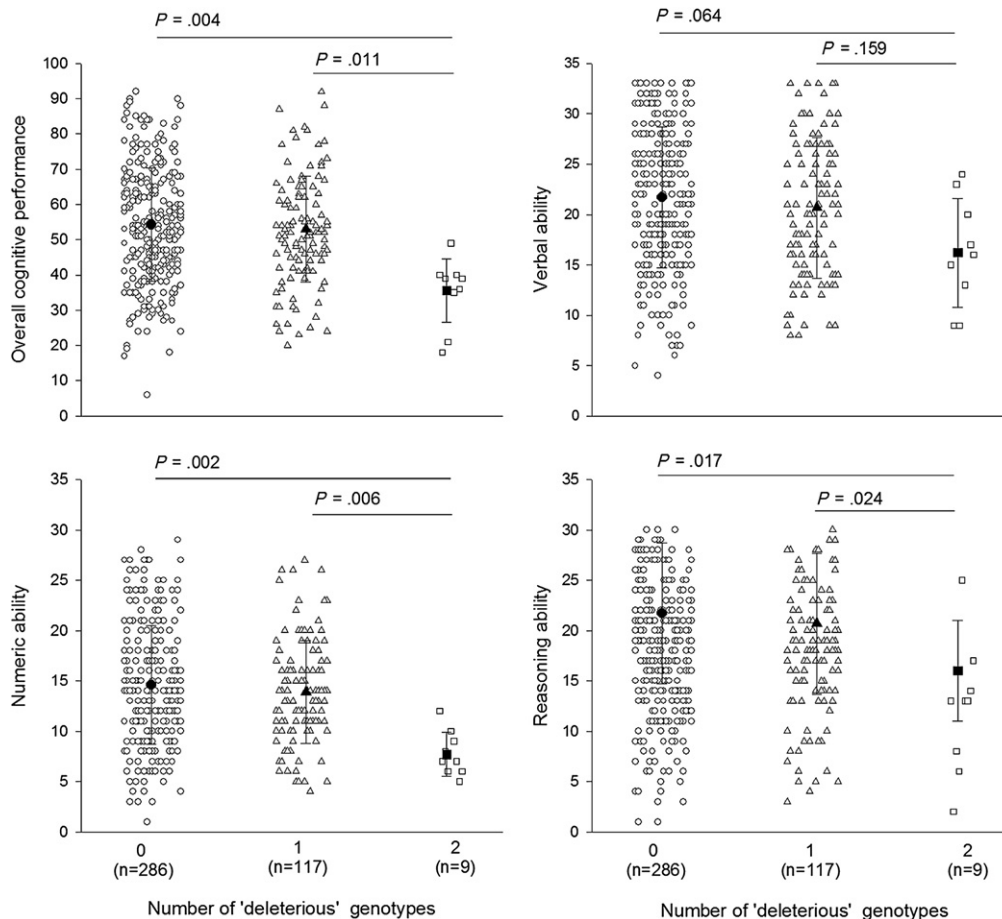 P = .004
P = .011
Overall cognitive performance
100
90
80
70
60
50
40
30
20
10
0
P = .064
P = .159
Verbal ability
35
30
25
20
15
10
5
0
P = .002
P = .006
Numeric ability
35
30
25
20
15
10
5
0
0
(n=286)
1
(n=117)
2
(n=9)
Number of 'deleterious' genotypes
P = .017
P = .024
Reasoning ability
35
30
25
20
15
10
5
0
0
(n=286)
1
(n=117)
2
(n=9)
Number of 'deleterious' genotypes